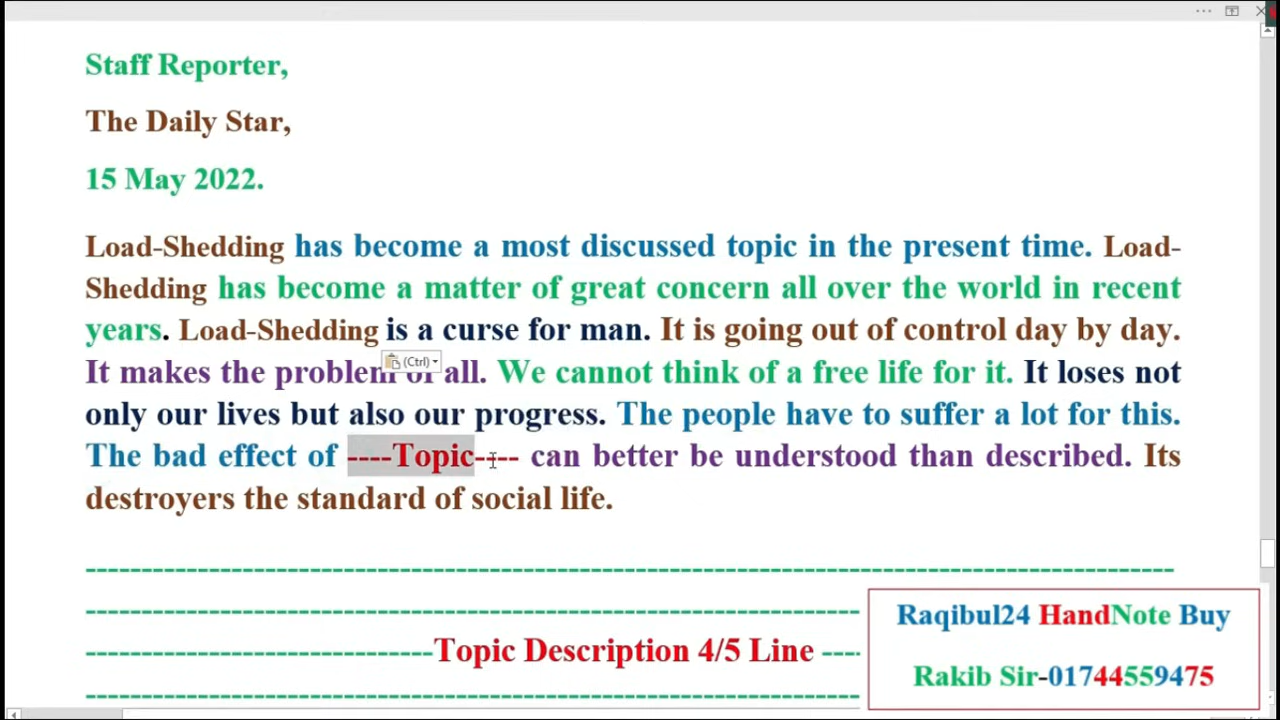 Staff Reporter,
The Daily Star,
15 May 2022.
Load-Shedding has become a most discussed topic in the present time. Load-
Shedding has become a matter of great concern all over the world in recent
years. Load-Shedding is a curse for man. It is going out of control day by day.
It makes the problem of all. We cannot think of a free life for it. It loses not
(Ctrl)
only our lives but also our progress. The people have to suffer a lot for this.
The bad effect of ----Topic---- can better be understood than described. Its
destroyers the standard of social life.
Topic Description 4/5 Line
Raqibul24 HandNote Buy
Rakib Sir-01744559475